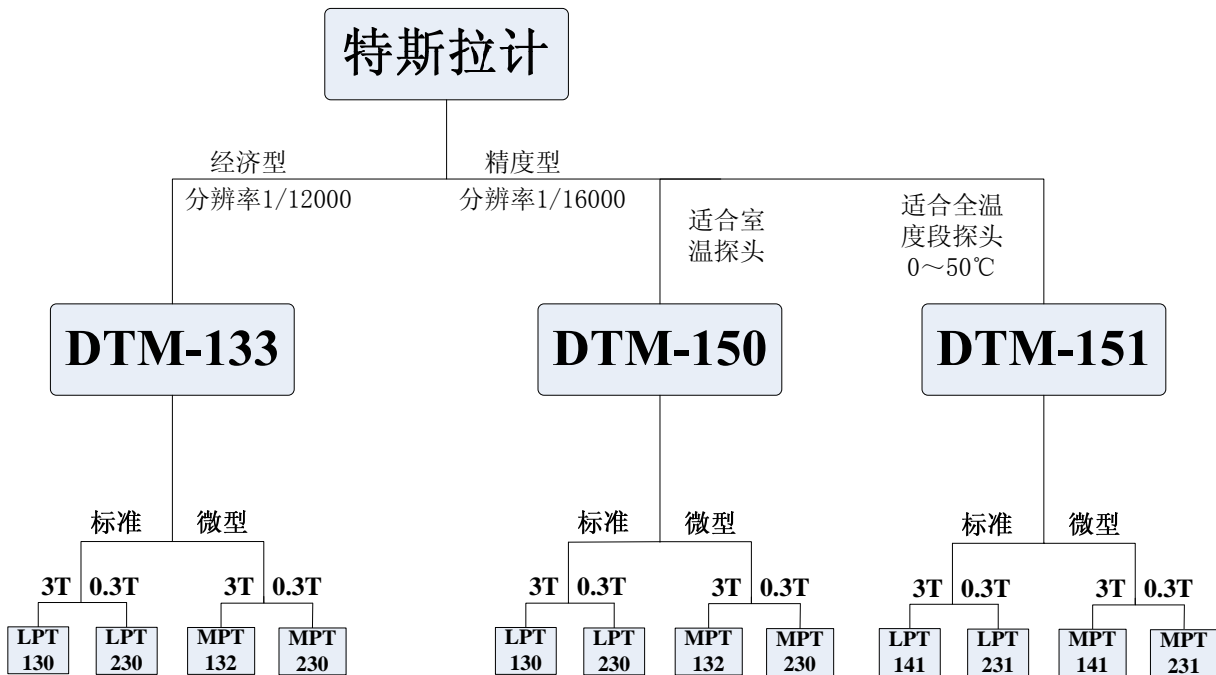 特斯拉计
经济型
精度型
分辨率1/12000
分辨率1/16000
适合室
温探头
适合全温
度段探头
0～50℃
DTM-133
DTM-150
DTM-151
标准
微型
标准
微型
标准
微型
3T
0.3T
3T
0.3T
3T
0.3T
3T
0.3T
3T
0.3T
3T
0.3T
LPT
130
LPT
230
MPT
132
MPT
230
LPT
130
LPT
230
MPT
132
MPT
230
LPT
141
LPT
231
MPT
141
MPT
231